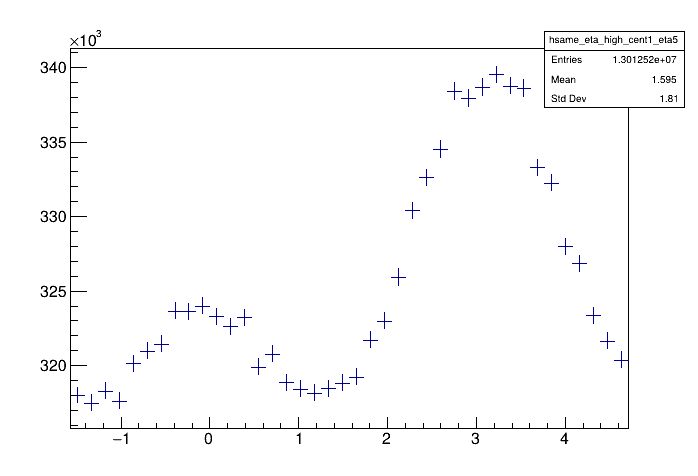 ×10³
hsame_eta_high_cent1_eta5
Entries 1.301252e+07
Mean 1.595
Std Dev 1.81
340
335
330
325
320
−1 0 1 2 3 4